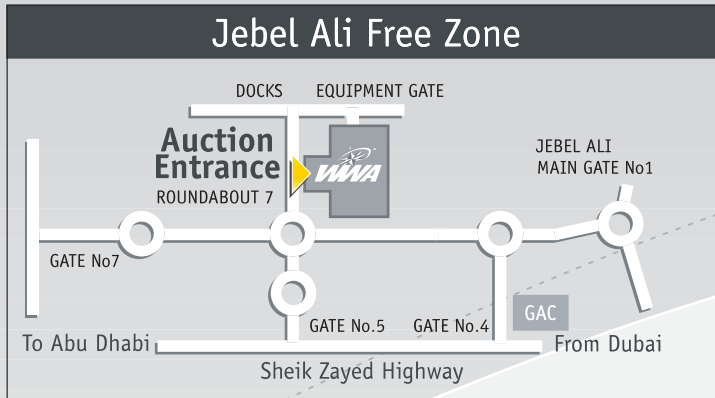 Jebel Ali Free Zone
DOCKS
EQUIPMENT GATE
Auction
Entrance
ROUNDABOUT 7
WWA
JEBEL ALI
MAIN GATE No1
GATE No7
GATE No.5
GATE No.4
GAC
To Abu Dhabi
From Dubai
Sheik Zayed Highway